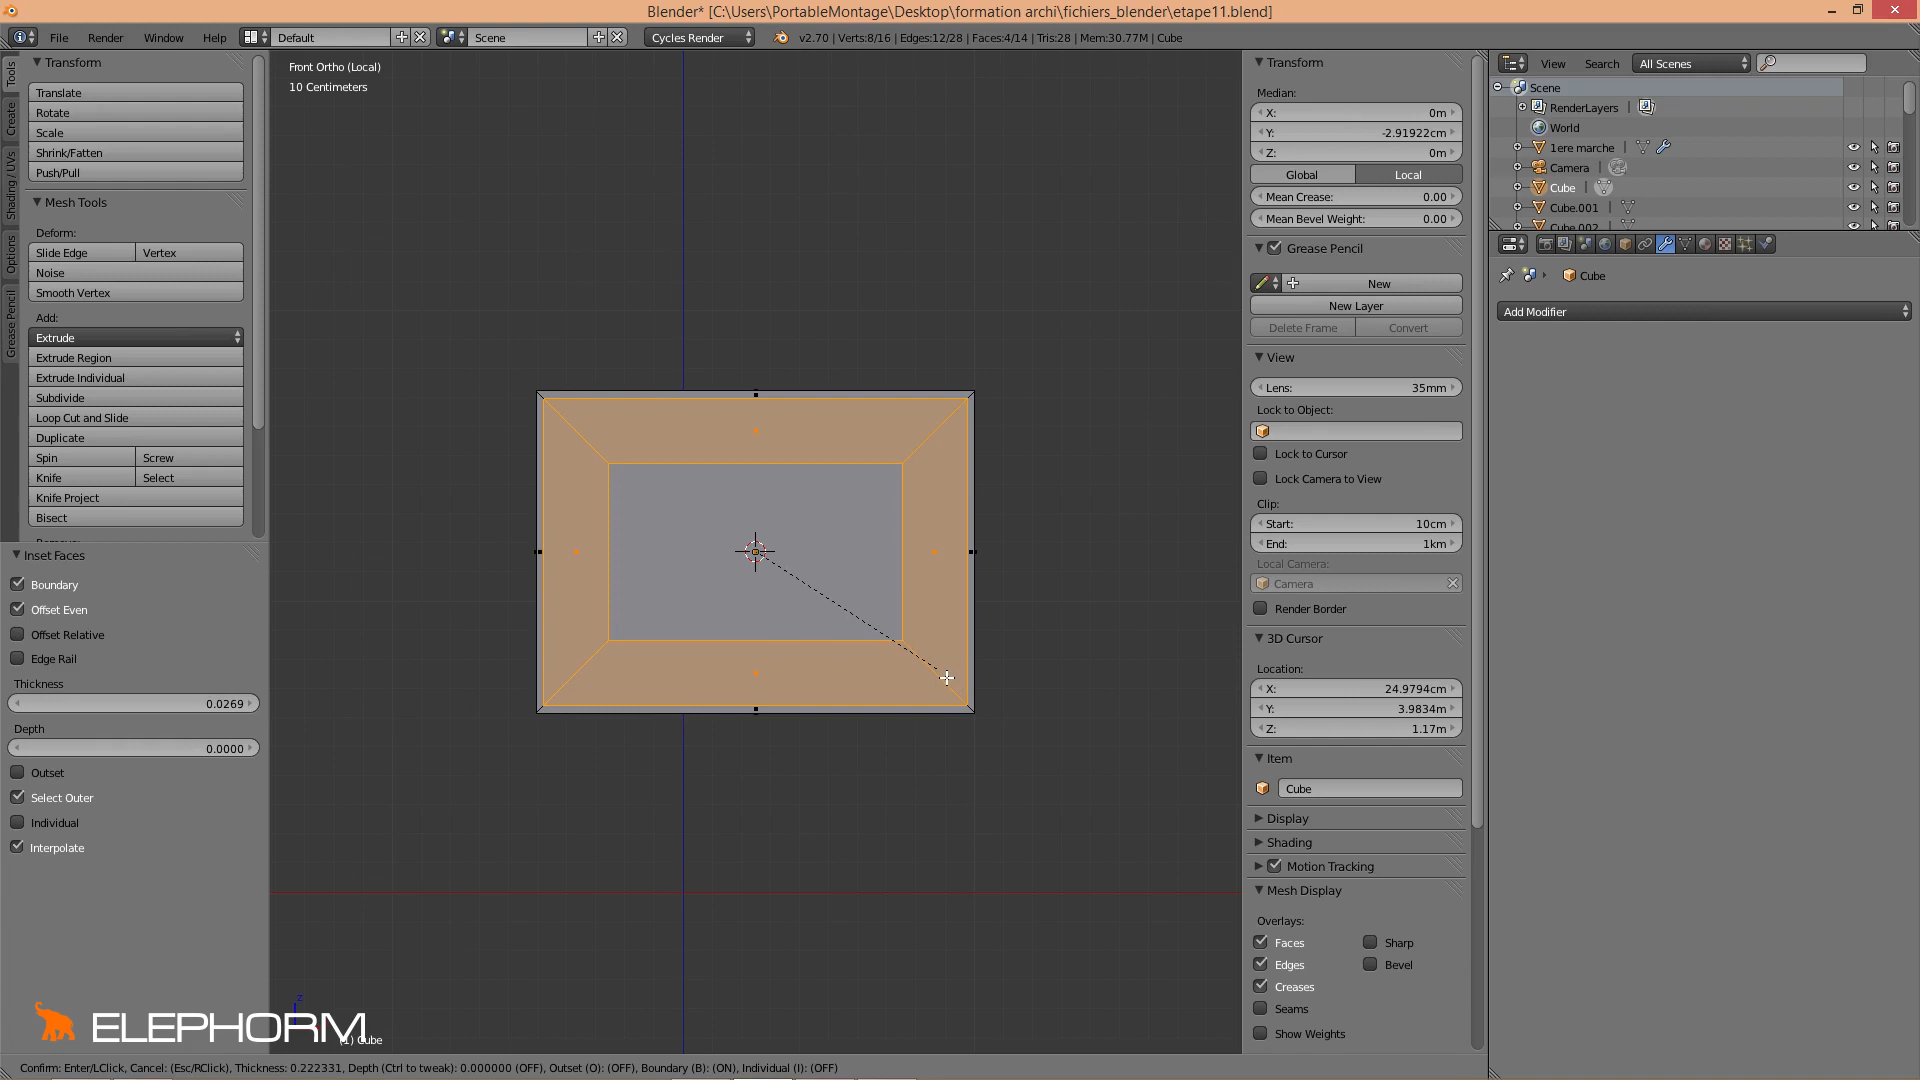 Blender* [C:\Users\PortableMontage\Desktop\formation archi\fichiers_blender\etape11.blend]
File
Render
Window
Help
Default
Scene
Cycles Render
v2.70 | Verts:8/16 | Edges:12/28 | Faces:4/14 | Tris:28 | Mem:30.77M | Cube
Tools
Create
Shading / UVs
Options
Grease Pencil
Transform
Translate
Rotate
Scale
Shrink/Fatten
Push/Pull
Mesh Tools
Deform:
Slide Edge
Vertex
Noise
Smooth Vertex
Add:
Extrude
Extrude Region
Extrude Individual
Subdivide
Loop Cut and Slide
Duplicate
Spin
Screw
Knife
Select
Knife Project
Bisect
Inset Faces
Boundary
Offset Even
Offset Relative
Edge Rail
Thickness
0.0269
Depth
0.0000
Outset
Select Outer
Individual
Interpolate
Front Ortho (Local)
10 Centimeters
z
ELEPHORM
(1) Cube
Transform
Median:
X: 0m
Y: -2.91922cm
Z: 0m
Global
Local
Mean Crease: 0.00
Mean Bevel Weight: 0.00
Grease Pencil
New
New Layer
Delete Frame
Convert
View
Lens: 35mm
Lock to Object:
Lock to Cursor
Lock Camera to View
Clip:
Start: 10cm
End: 1km
Local Camera:
Camera
Render Border
3D Cursor
Location:
X: 24.9794cm
Y: 3.9834m
Z: 1.17m
Item
Cube
Display
Shading
Motion Tracking
Mesh Display
Overlays:
Faces
Sharp
Edges
Bevel
Creases
Seams
Show Weights
View
Search
All Scenes
Scene
RenderLayers
World
1ere marche
Camera
Cube
Cube.001
Cube.002
Cube
Add Modifier
Confirm: Enter/LClick, Cancel: (Esc/RClick), Thickness: 0.222331, Depth (Ctrl to tweak): 0.000000 (OFF), Outset (O): (OFF), Boundary (B): (ON), Individual (I): (OFF)